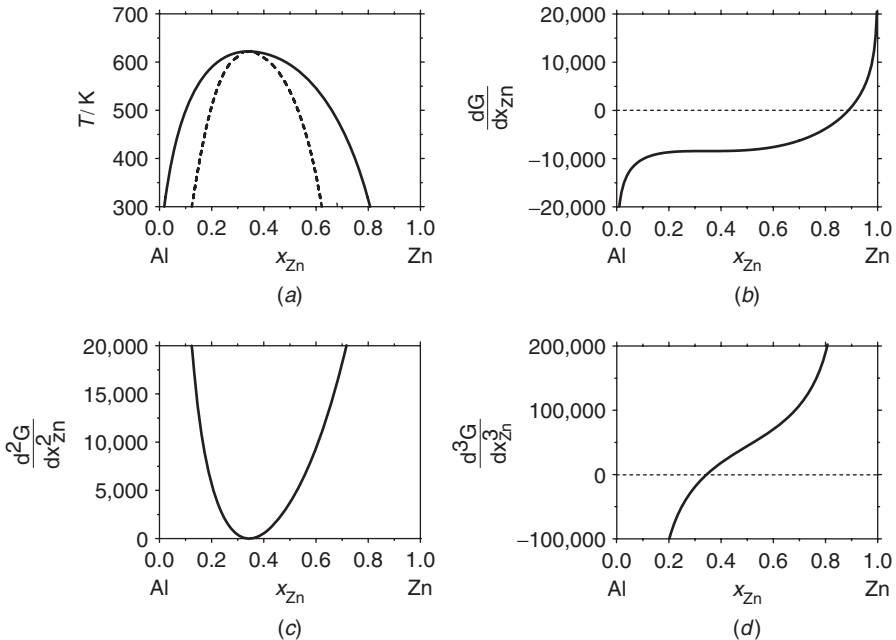 T/K
700
600
500
400
300
0.0 0.2 0.4 0.6 0.8 1.0
Al x_Zn Zn
(a)
dG
dx_Zn
20,000
10,000
0
−10,000
−20,000
0.0 0.2 0.4 0.6 0.8 1.0
Al x_Zn Zn
(b)
d²G
dx²_Zn
20,000
15,000
10,000
5,000
0
0.0 0.2 0.4 0.6 0.8 1.0
Al x_Zn Zn
(c)
d³G
dx³_Zn
200,000
100,000
0
−100,000
0.0 0.2 0.4 0.6 0.8 1.0
Al x_Zn Zn
(d)